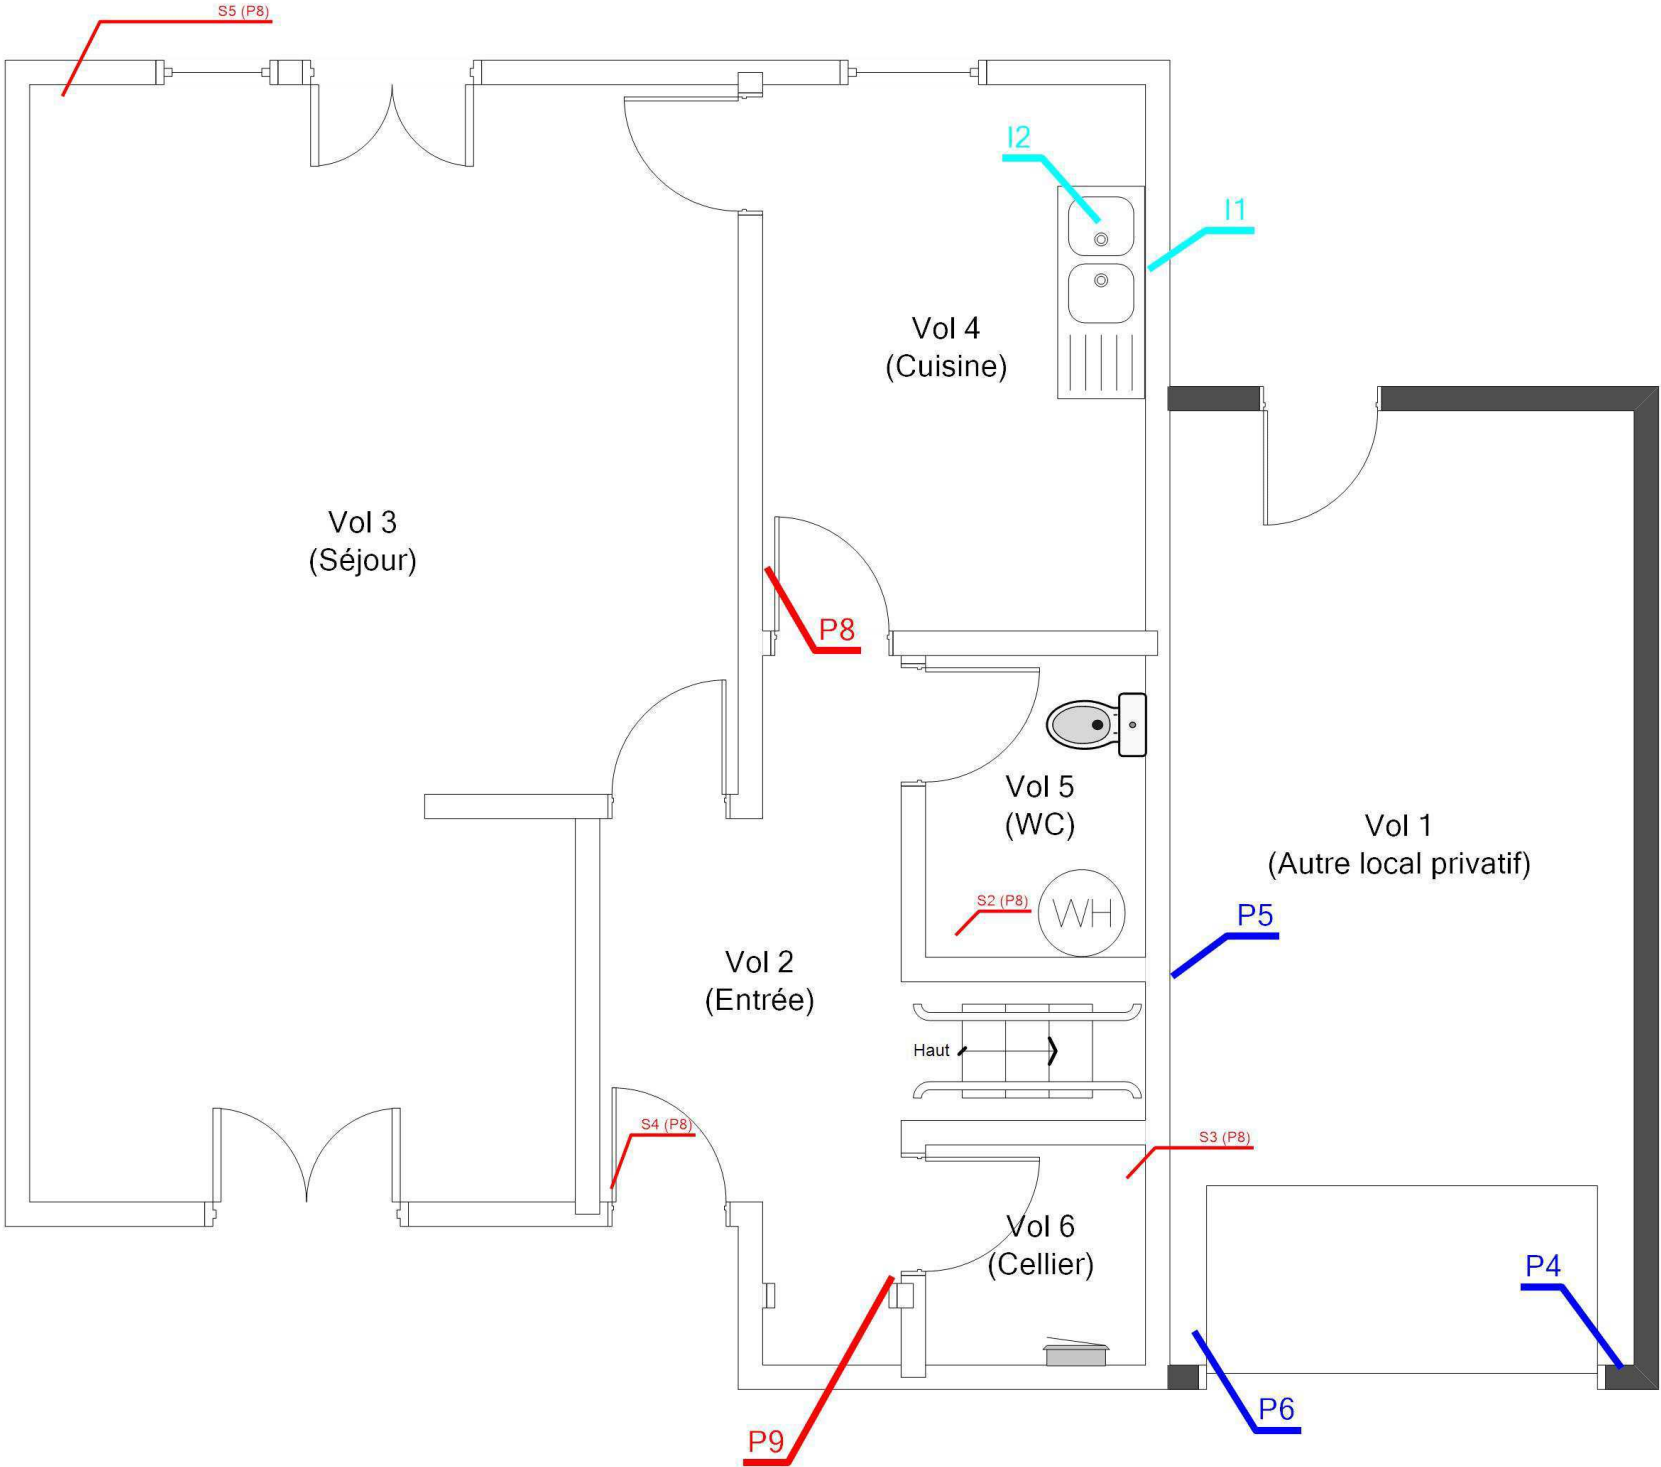 S5 (P8)
I2
I1
Vol 4
(Cuisine)
Vol 3
(Séjour)
P8
Vol 5
(WC)
Vol 1
(Autre local privatif)
S2 (P8)
WH
P5
Vol 2
(Entrée)
Haut
S4 (P8)
S3 (P8)
Vol 6
(Cellier)
P4
P6
P9